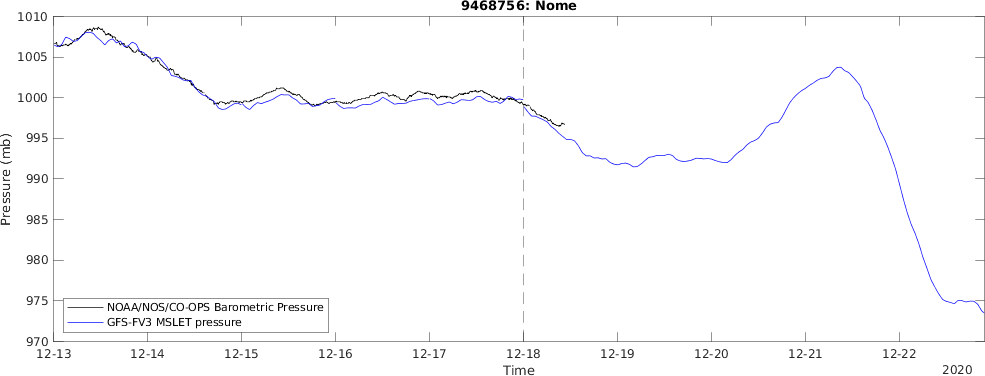 9468756: Nome
Pressure (mb)
1010
1005
1000
995
990
985
980
975
970
NOAA/NOS/CO-OPS Barometric Pressure
GFS-FV3 MSLET pressure
12-13 12-14 12-15 12-16 12-17 12-18 12-19 12-20 12-21 12-22
Time
2020